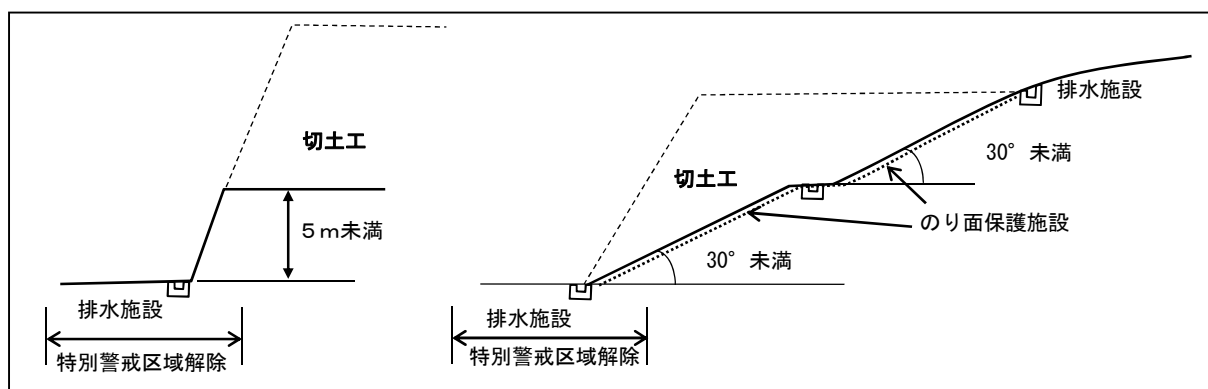 切土工
5m未満
排水施設
特別警戒区域解除
排水施設
30° 未満
切土工
のり面保護施設
30° 未満
排水施設
特別警戒区域解除